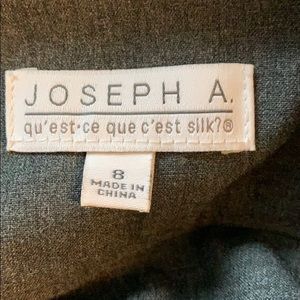 JOSEPH A.
qu'est·ce que c'est silk?®
8
MADE IN
CHINA